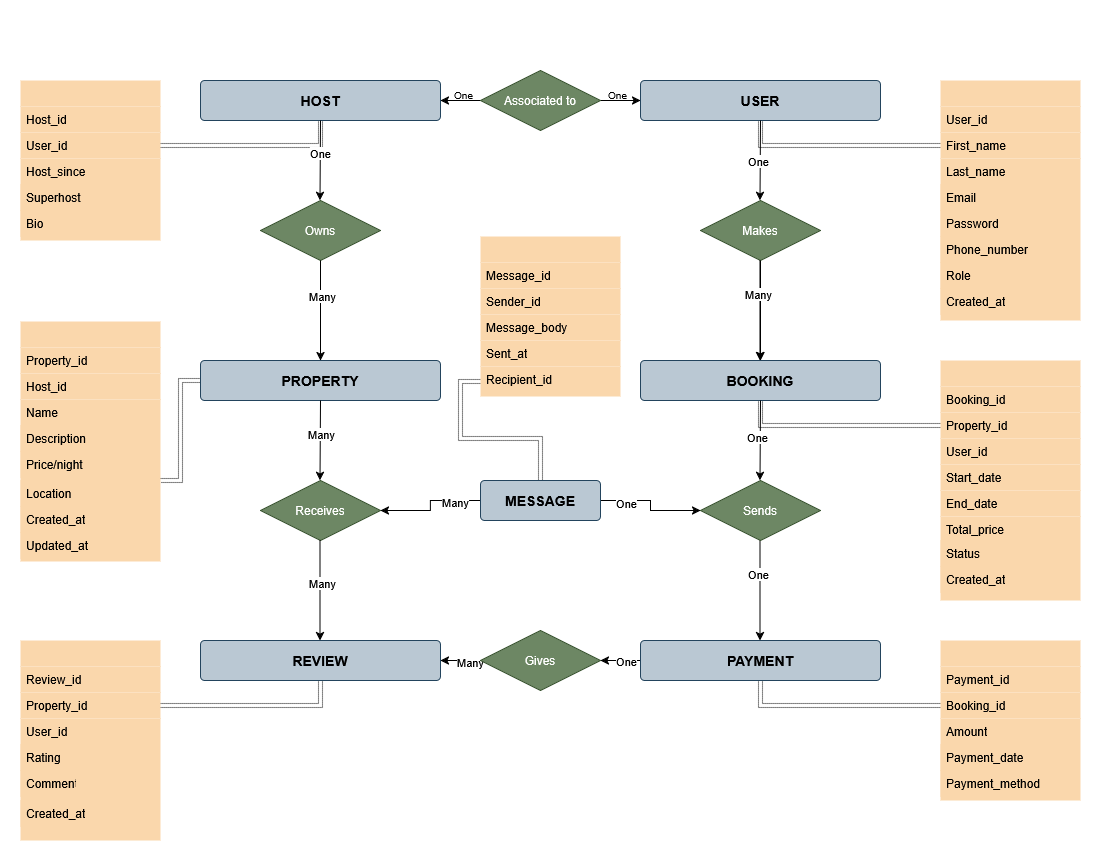 HOST
One
Associated to
One
USER
Host_id
User_id
Host_since
Superhost
Bio
One
Owns
Many
User_id
First_name
Last_name
Email
Password
Phone_number
Role
Created_at
One
Makes
Many
Message_id
Sender_id
Message_body
Sent_at
Recipient_id
Property_id
Host_id
Name
Description
Price/night
Location
Created_at
Updated_at
PROPERTY
Many
Receives
Many
BOOKING
One
Booking_id
Property_id
User_id
Start_date
End_date
Total_price
Status
Created_at
Many
MESSAGE
One
Sends
One
Review_id
Property_id
User_id
Rating
Comment
Created_at
REVIEW
Many
Gives
One
PAYMENT
Payment_id
Booking_id
Amount
Payment_date
Payment_method